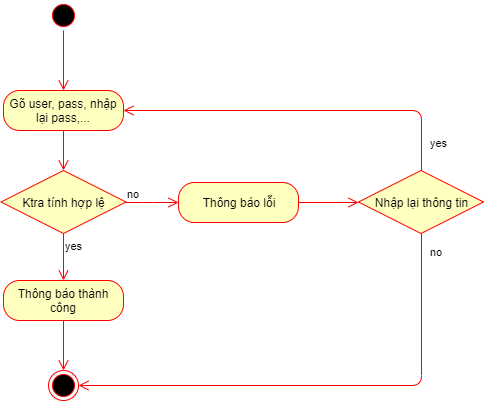 Gõ user, pass, nhập
lại pass,...
yes
Ktra tính hợp lệ
no
Thông báo lỗi
Nhập lại thông tin
yes
no
Thông báo thành
công